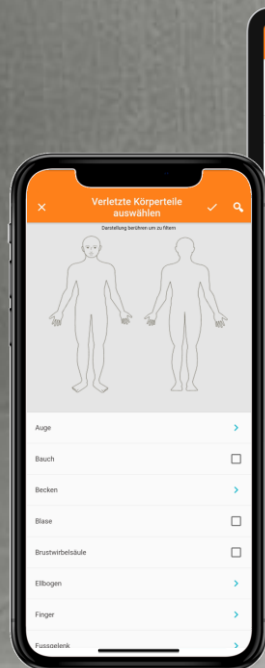 Verletzte Körperteile
auswählen
Darstellung berühren um zu filtern
Auge
Bauch
Becken
Blase
Brustwirbelsäule
Ellbogen
Finger
Fussgelenk